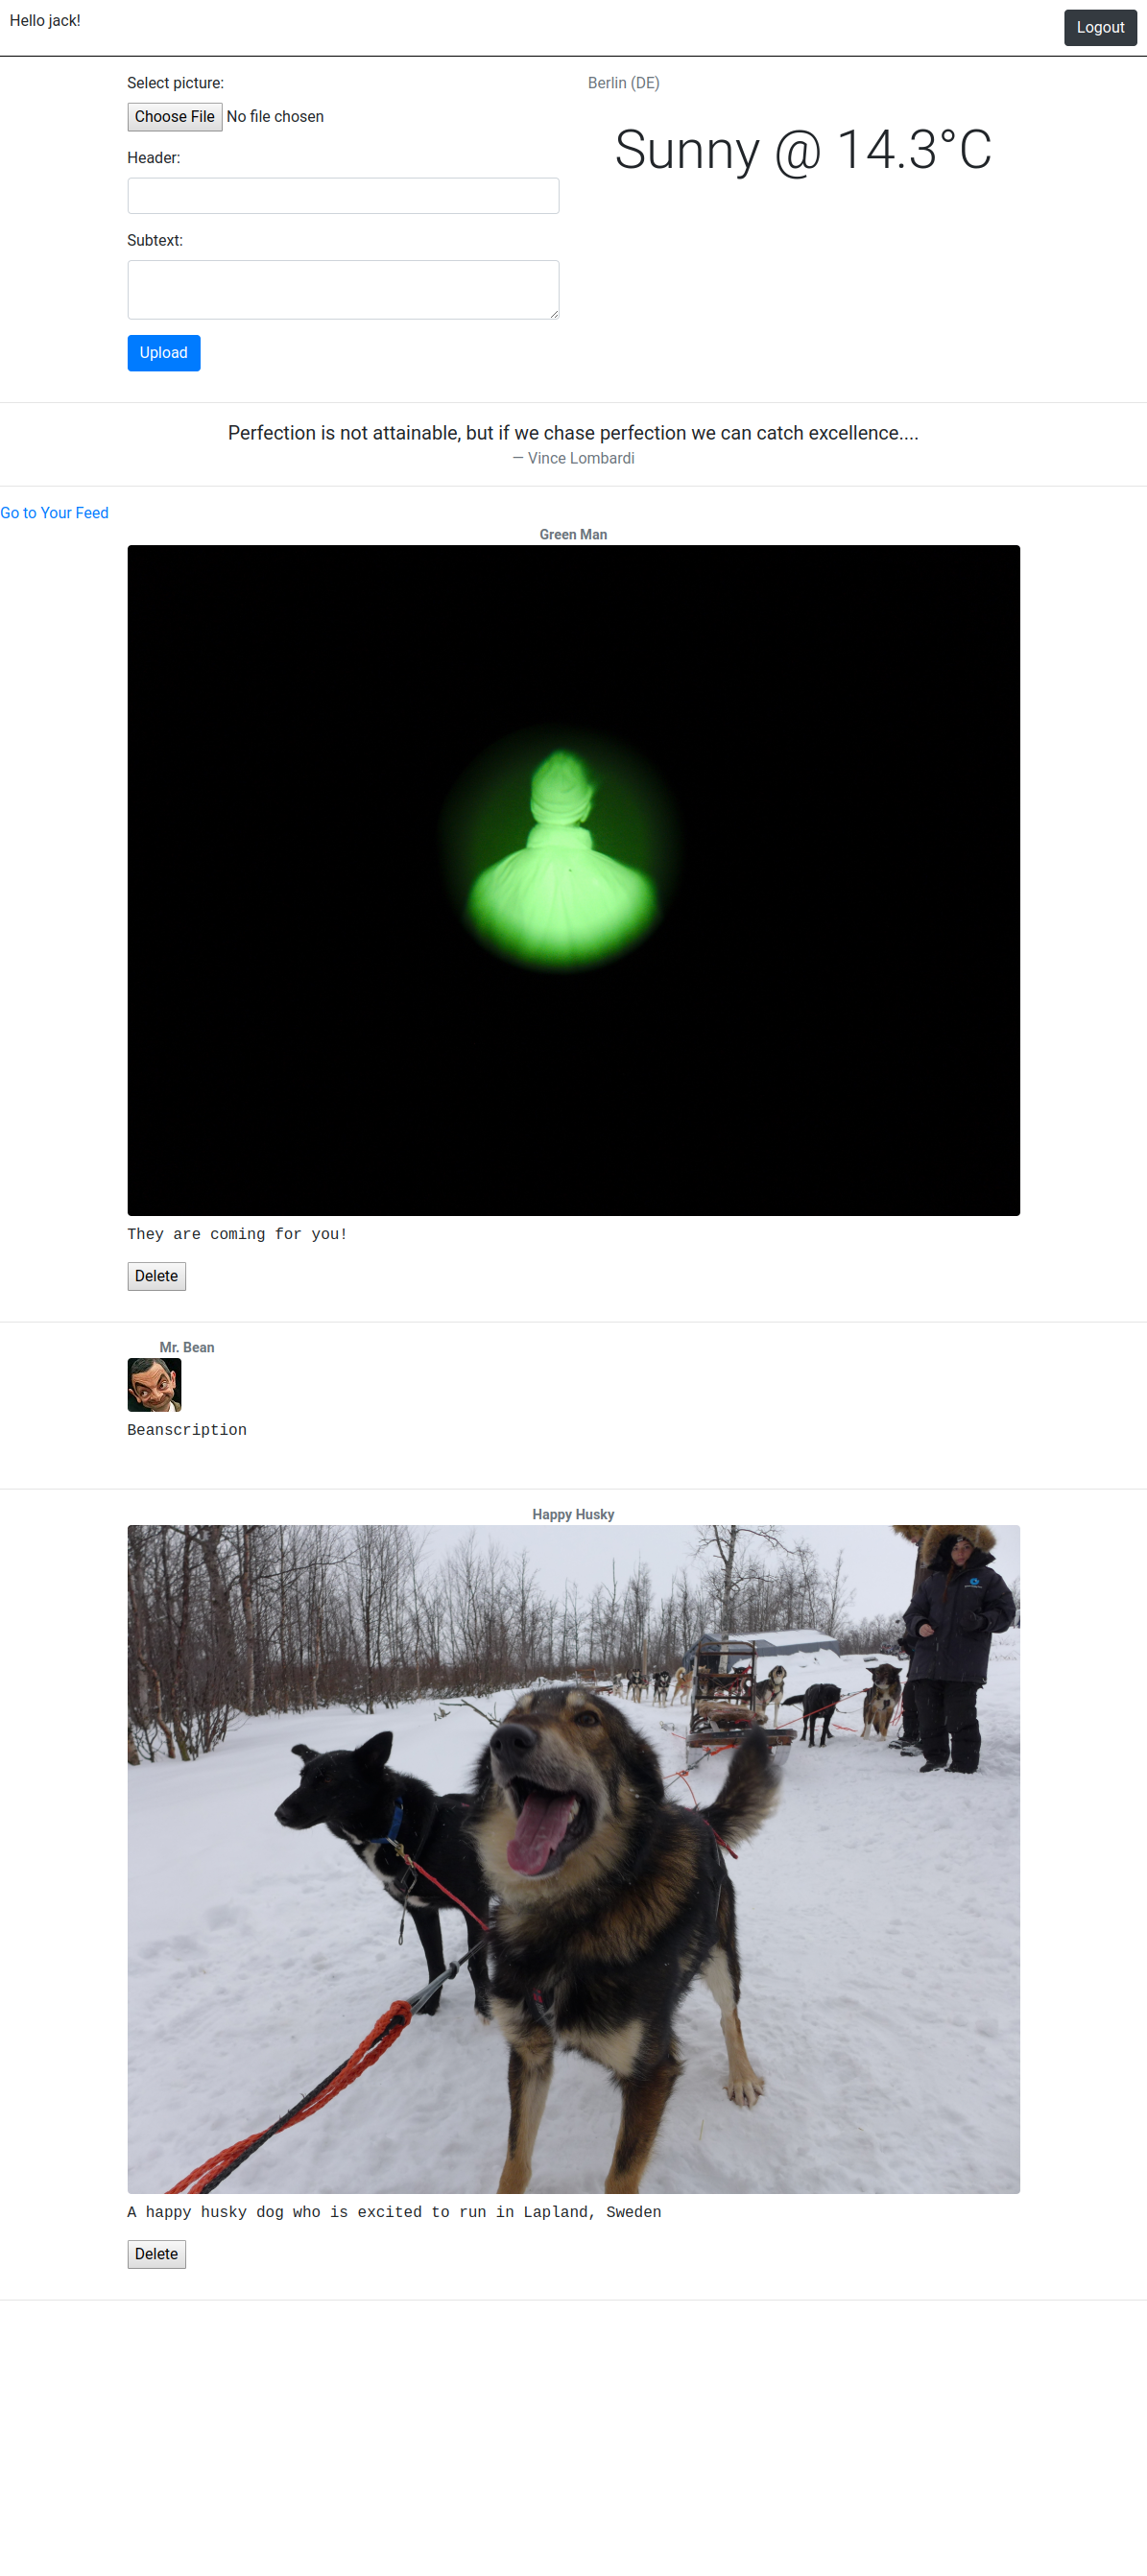 Hello jack!
Logout
Select picture:
Choose File No file chosen
Header:
Subtext:
Upload
Berlin (DE)
Sunny @ 14.3°C
Perfection is not attainable, but if we chase perfection we can catch excellence....
— Vince Lombardi
Go to Your Feed
Green Man
They are coming for you!
Delete
Mr. Bean
Beanscription
Happy Husky
A happy husky dog who is excited to run in Lapland, Sweden
Delete